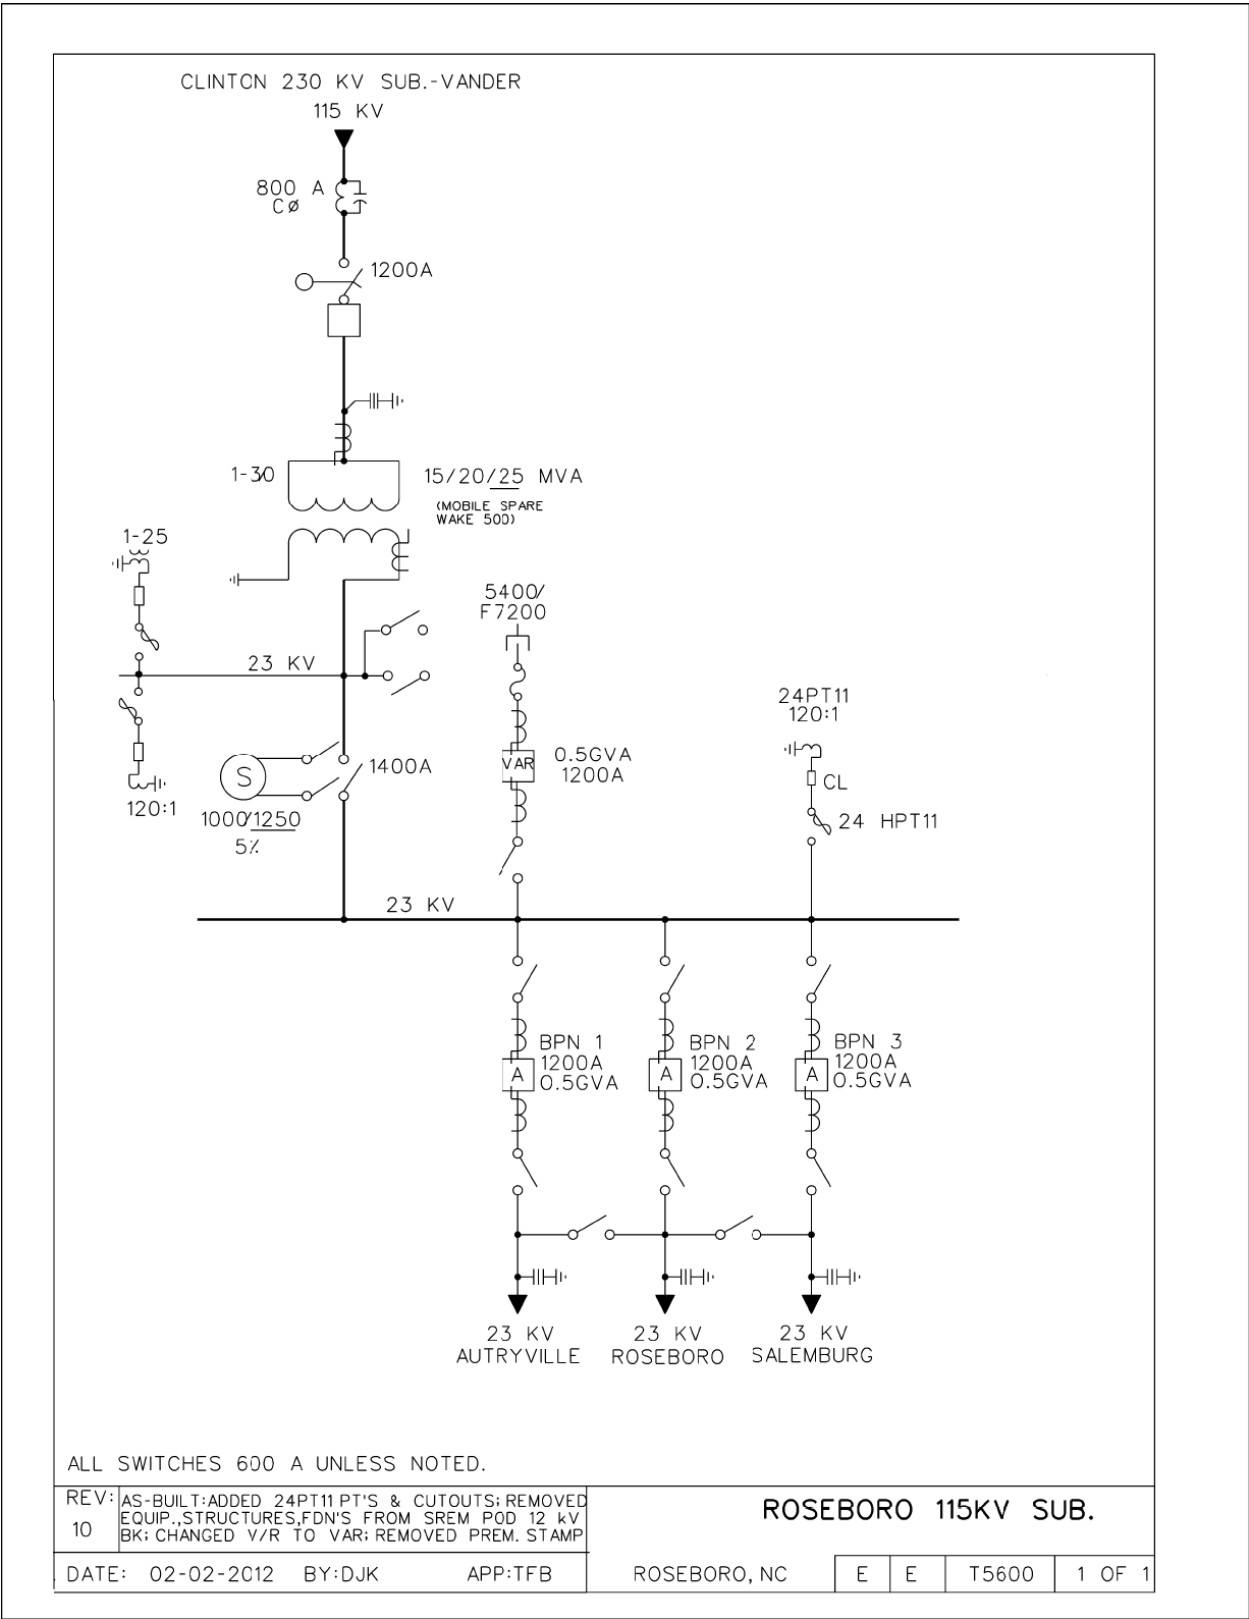 CLINTON 230 KV SUB.-VANDER
115 KV
800 A
CØ
1200A
1-30
15/20/25 MVA
(MOBILE SPARE
WAKE 500)
1-25
5400/
F7200
23 KV
24PT11
120:1
VAR
0.5GVA
1200A
1400A
S
CL
120:1
1000/1250
5%
24 HPT11
23 KV
BPN 1
1200A
0.5GVA
A
BPN 2
1200A
0.5GVA
A
BPN 3
1200A
0.5GVA
A
23 KV
AUTRYVILLE
23 KV
ROSEBORO
23 KV
SALEMBURG
ALL SWITCHES 600 A UNLESS NOTED.
REV:
10
AS-BUILT:ADDED 24PT11 PT'S & CUTOUTS; REMOVED
EQUIP.,STRUCTURES,FDN'S FROM SREM POD 12 kV
BK; CHANGED V/R TO VAR; REMOVED PREM. STAMP
ROSEBORO 115KV SUB.
DATE: 02-02-2012 BY:DJK APP:TFB
ROSEBORO, NC E E T5600 1 OF 1